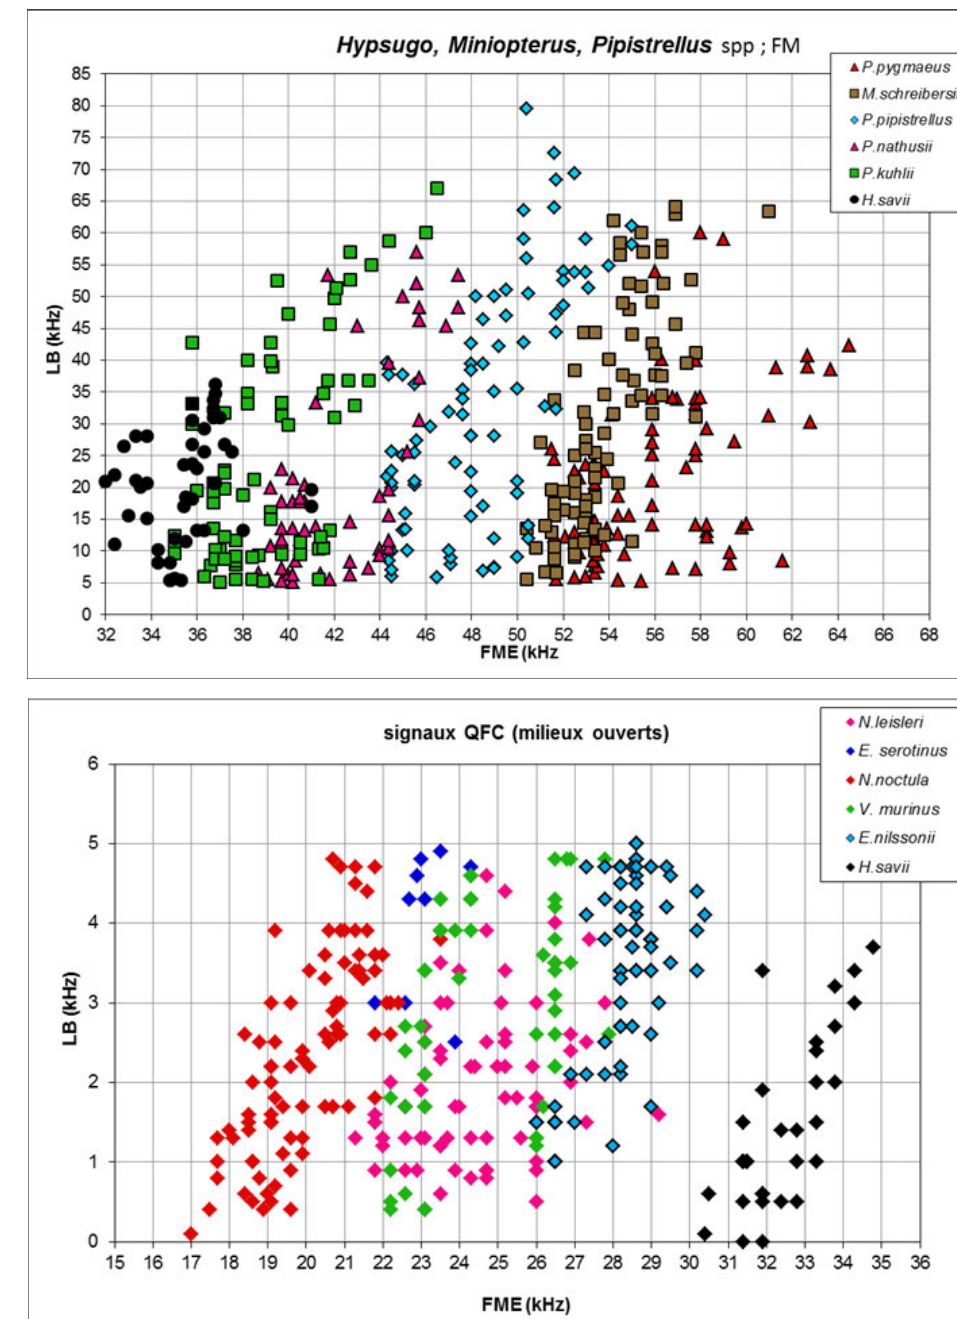 Hypsugo, Miniopterus, Pipistrellus spp ; FM
P.pygmaeus
M.schreibersi
P.pipistrellus
P.nathusii
P.kuhlii
H.savii
LB (kHz)
85
80
75
70
65
60
55
50
45
40
35
30
25
20
15
10
5
0
32 34 36 38 40 42 44 46 48 50 52 54 56 58 60 62 64 66 68
FME (kHz
signaux QFC (milieux ouverts)
N.leisleri
E. serotinus
N.noctula
V. murinus
E.nilssonii
H.savii
LB (kHz)
6
5
4
3
2
1
0
15 16 17 18 19 20 21 22 23 24 25 26 27 28 29 30 31 32 33 34 35 36
FME (kHz)